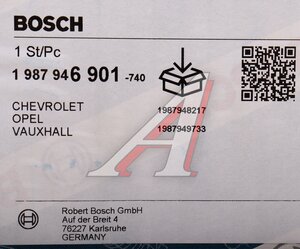 BOSCH
1 St/Pc
1 987 946 901 -740
CHEVROLET 1987948217
OPEL
VAUXHALL 1987949733
Robert Bosch GmbH
Auf der Breit 4
76227 Karlsruhe
GERMANY